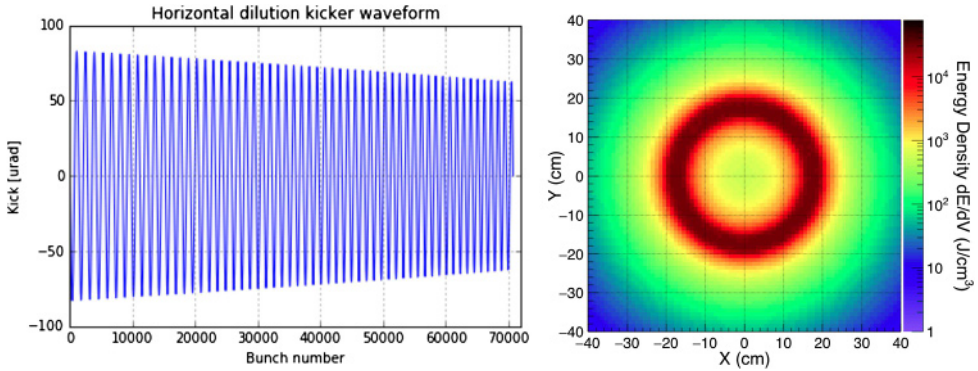 Horizontal dilution kicker waveform
100
50
0
−50
−100
Kick [urad]
0 10000 20000 30000 40000 50000 60000 70000
Bunch number
40
30
20
10
0
−10
−20
−30
−40
Y (cm)
−40 −30 −20 −10 0 10 20 30 40
X (cm)
10⁴
10³
10²
10
1
Energy Density dE/dV (J/cm³)